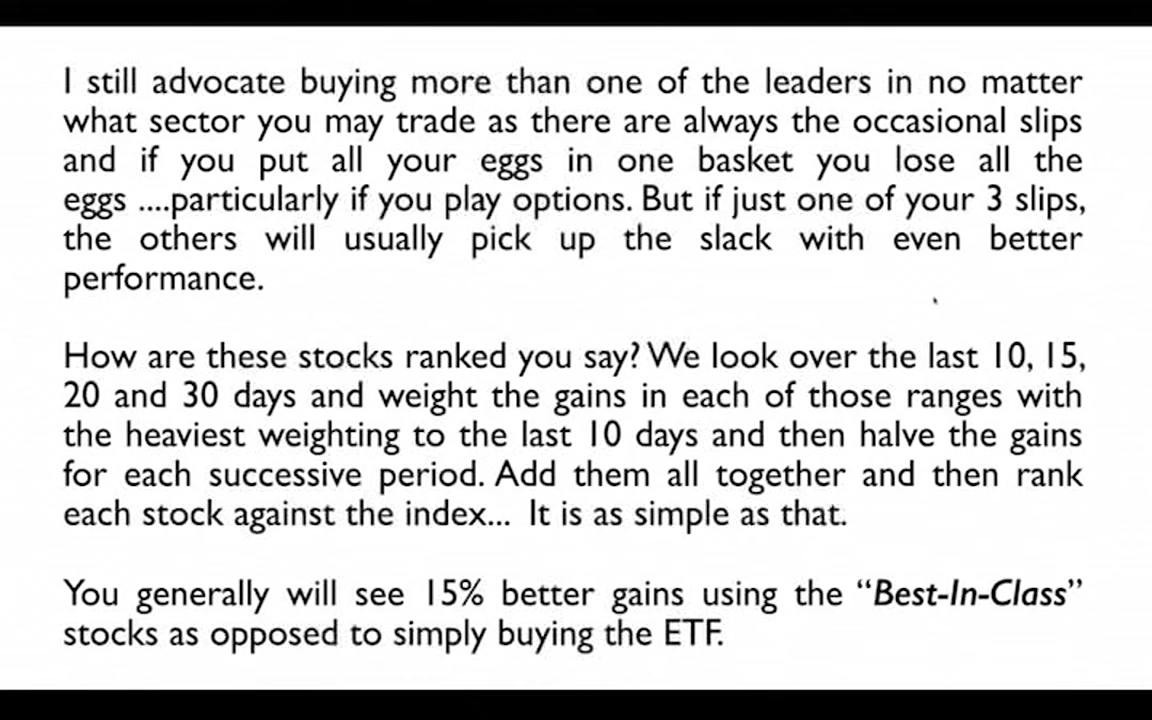 I still advocate buying more than one of the leaders in no matter
what sector you may trade as there are always the occasional slips
and if you put all your eggs in one basket you lose all the
eggs ....particularly if you play options. But if just one of your 3 slips,
the others will usually pick up the slack with even better
performance.
How are these stocks ranked you say? We look over the last 10, 15,
20 and 30 days and weight the gains in each of those ranges with
the heaviest weighting to the last 10 days and then halve the gains
for each successive period. Add them all together and then rank
each stock against the index... It is as simple as that.
You generally will see 15% better gains using the “Best-In-Class”
stocks as opposed to simply buying the ETF.